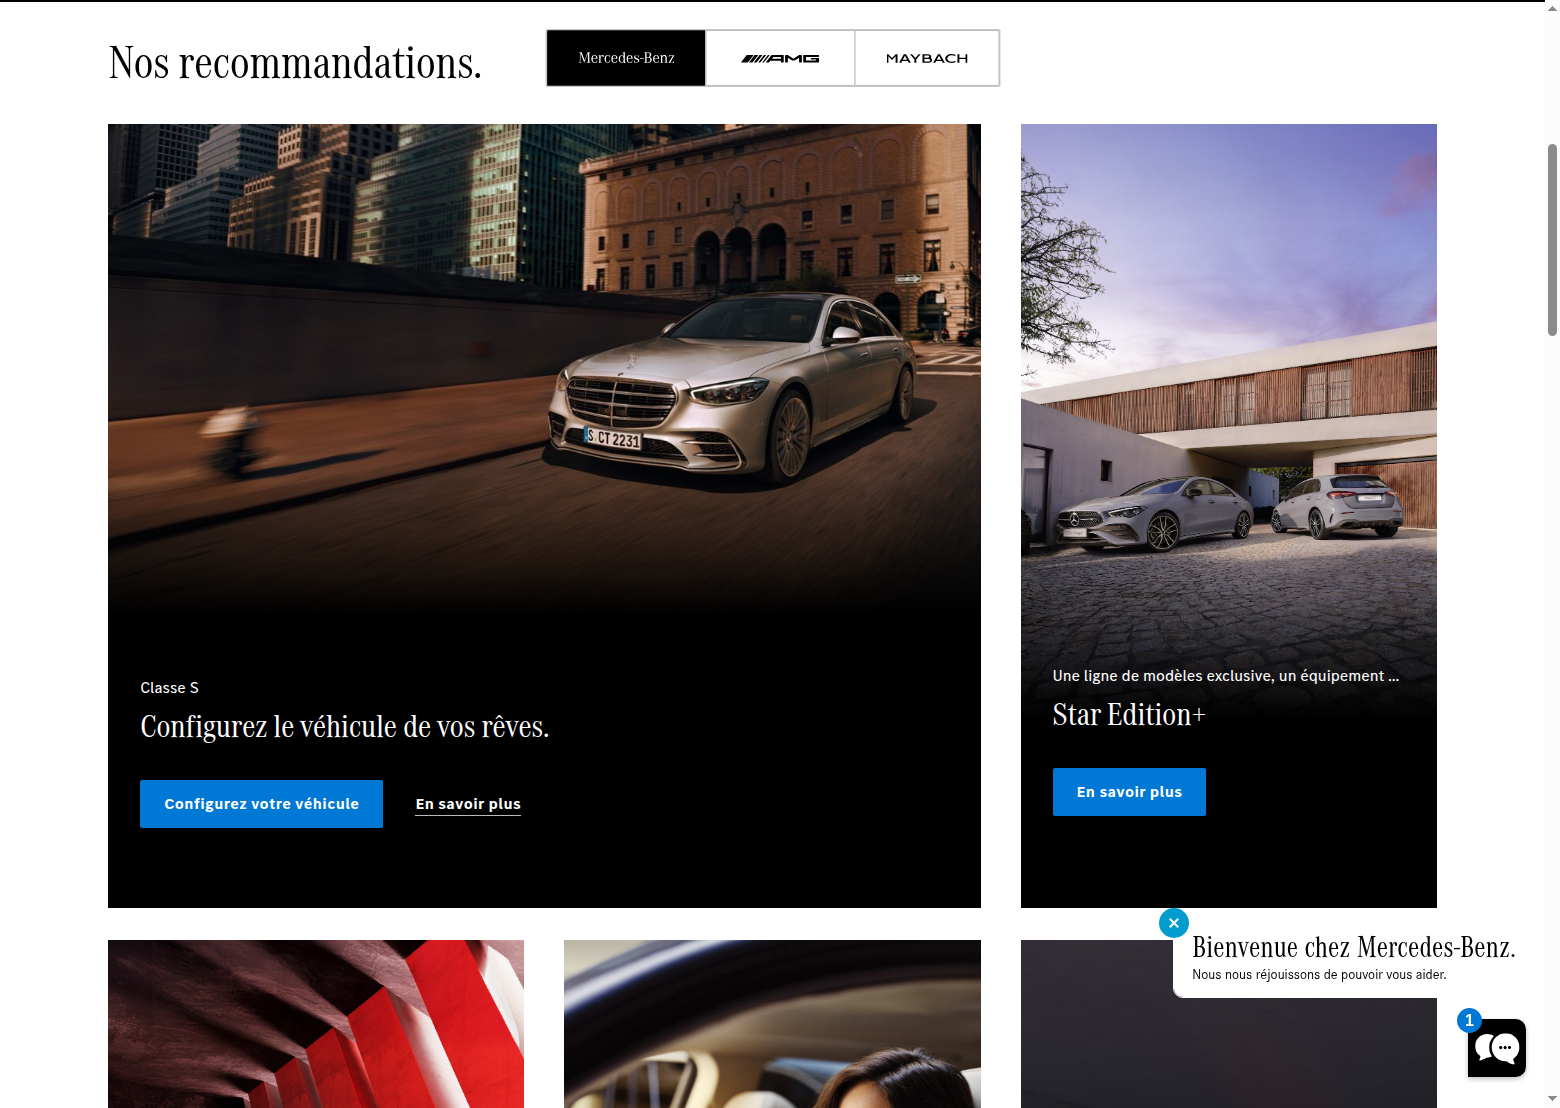 Nos recommandations.
Mercedes-Benz
AMG
MAYBACH
S CT 2231
Classe S
Configurez le véhicule de vos rêves.
Configurez votre véhicule
En savoir plus
Une ligne de modèles exclusive, un équipement ...
Star Edition+
En savoir plus
Bienvenue chez Mercedes-Benz.
Nous nous réjouissons de pouvoir vous aider.
1